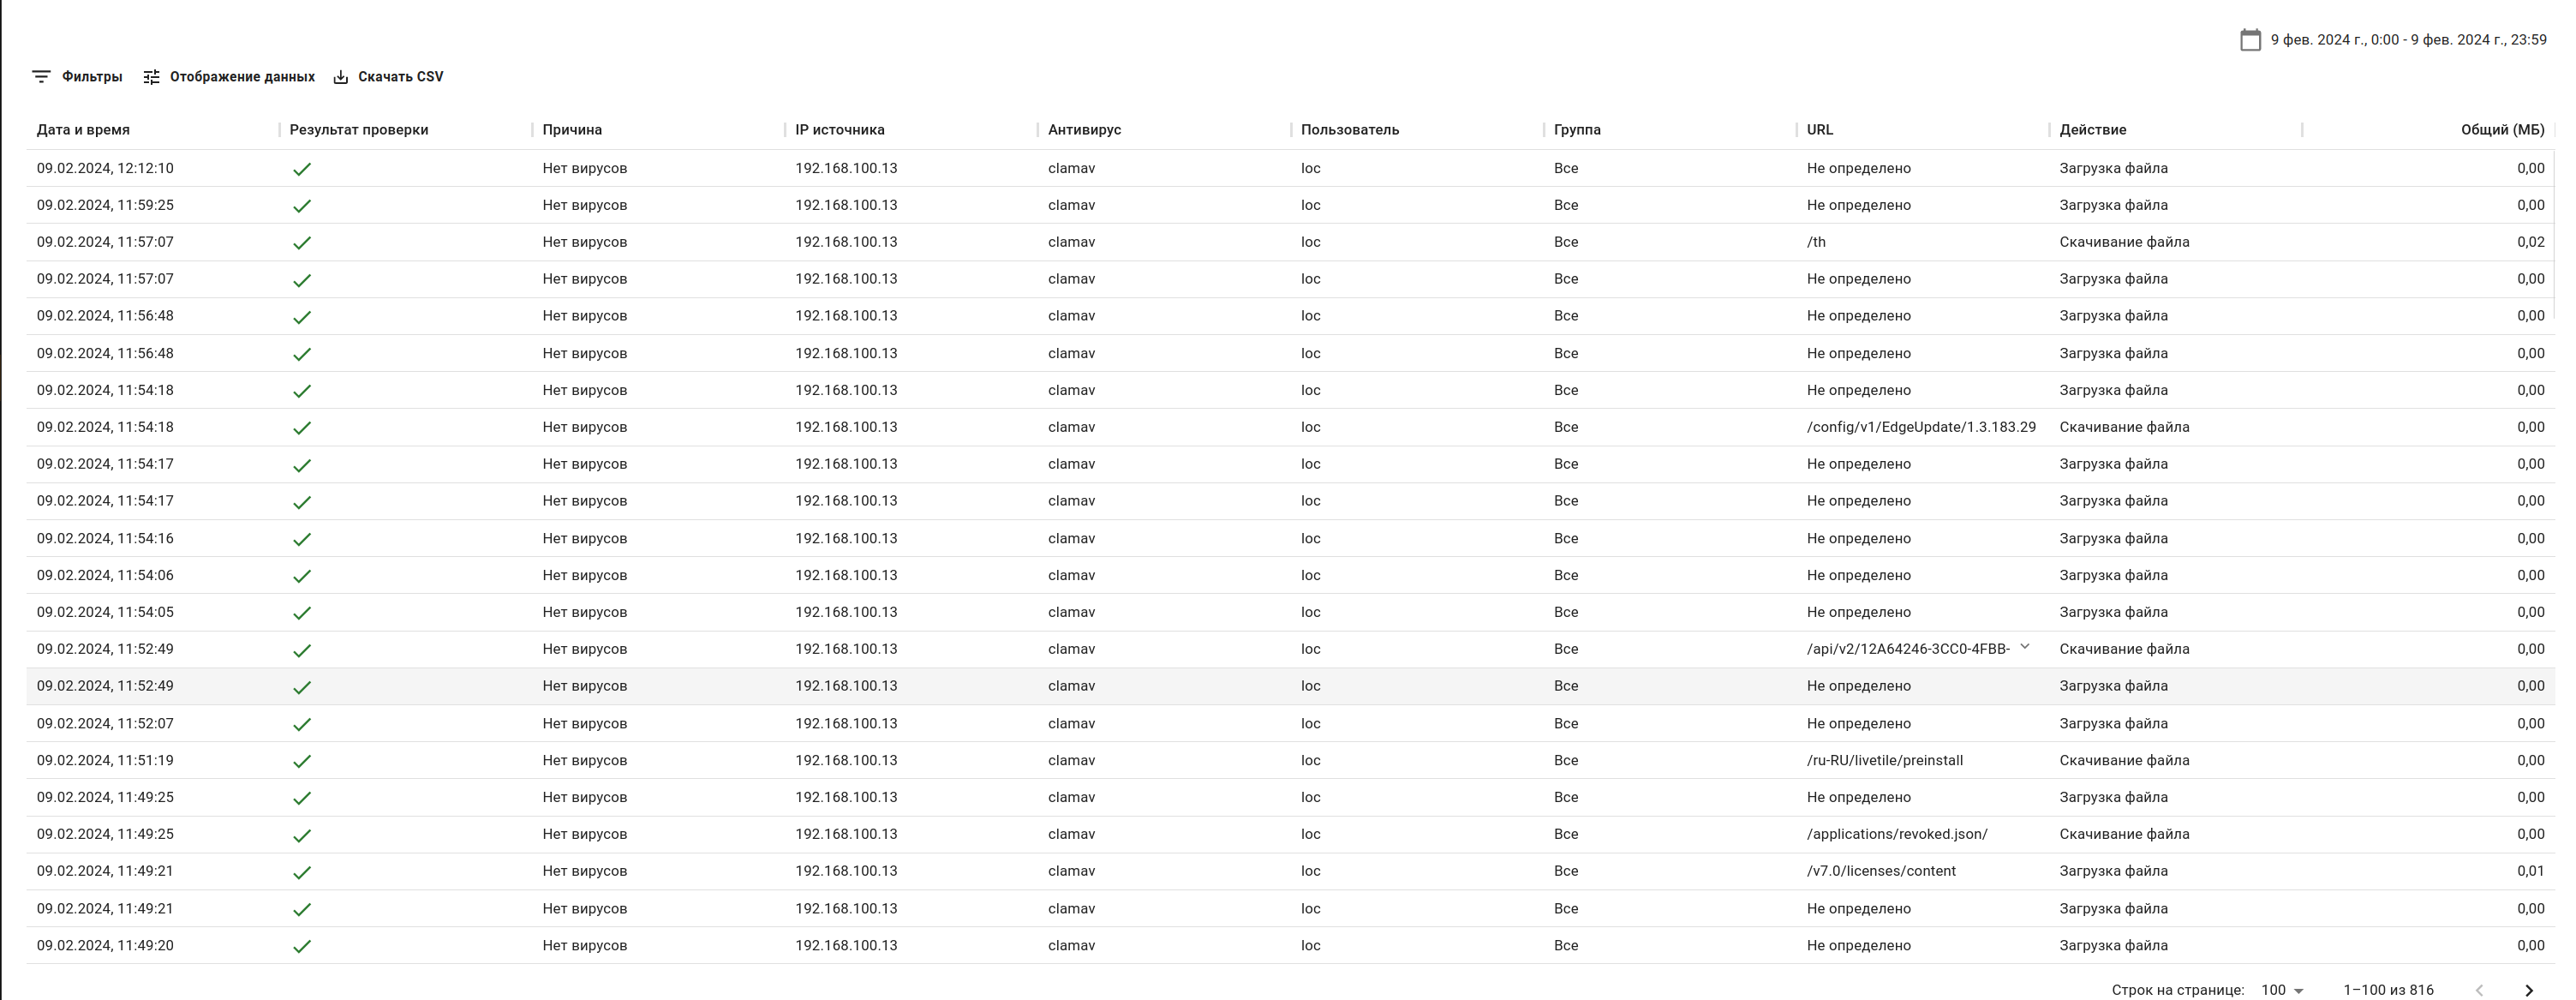 9 фев. 2024 г., 0:00 - 9 фев. 2024 г., 23:59
Фильтры Отображение данных Скачать CSV
Дата и время Результат проверки Причина IP источника Антивирус Пользователь Группа URL Действие Общий (МБ)
09.02.2024, 12:12:10 Нет вирусов 192.168.100.13 clamav loc Все Не определено Загрузка файла 0,00
09.02.2024, 11:59:25 Нет вирусов 192.168.100.13 clamav loc Все Не определено Загрузка файла 0,00
09.02.2024, 11:57:07 Нет вирусов 192.168.100.13 clamav loc Все /th Скачивание файла 0,02
09.02.2024, 11:57:07 Нет вирусов 192.168.100.13 clamav loc Все Не определено Загрузка файла 0,00
09.02.2024, 11:56:48 Нет вирусов 192.168.100.13 clamav loc Все Не определено Загрузка файла 0,00
09.02.2024, 11:56:48 Нет вирусов 192.168.100.13 clamav loc Все Не определено Загрузка файла 0,00
09.02.2024, 11:54:18 Нет вирусов 192.168.100.13 clamav loc Все Не определено Загрузка файла 0,00
09.02.2024, 11:54:18 Нет вирусов 192.168.100.13 clamav loc Все /config/v1/EdgeUpdate/1.3.183.29 Скачивание файла 0,00
09.02.2024, 11:54:17 Нет вирусов 192.168.100.13 clamav loc Все Не определено Загрузка файла 0,00
09.02.2024, 11:54:17 Нет вирусов 192.168.100.13 clamav loc Все Не определено Загрузка файла 0,00
09.02.2024, 11:54:16 Нет вирусов 192.168.100.13 clamav loc Все Не определено Загрузка файла 0,00
09.02.2024, 11:54:06 Нет вирусов 192.168.100.13 clamav loc Все Не определено Загрузка файла 0,00
09.02.2024, 11:54:05 Нет вирусов 192.168.100.13 clamav loc Все Не определено Загрузка файла 0,00
09.02.2024, 11:52:49 Нет вирусов 192.168.100.13 clamav loc Все /api/v2/12A64246-3CC0-4FBB- Скачивание файла 0,00
09.02.2024, 11:52:49 Нет вирусов 192.168.100.13 clamav loc Все Не определено Загрузка файла 0,00
09.02.2024, 11:52:07 Нет вирусов 192.168.100.13 clamav loc Все Не определено Загрузка файла 0,00
09.02.2024, 11:51:19 Нет вирусов 192.168.100.13 clamav loc Все /ru-RU/livetile/preinstall Скачивание файла 0,00
09.02.2024, 11:49:25 Нет вирусов 192.168.100.13 clamav loc Все Не определено Загрузка файла 0,00
09.02.2024, 11:49:25 Нет вирусов 192.168.100.13 clamav loc Все /applications/revoked.json/ Скачивание файла 0,00
09.02.2024, 11:49:21 Нет вирусов 192.168.100.13 clamav loc Все /v7.0/licenses/content Загрузка файла 0,01
09.02.2024, 11:49:21 Нет вирусов 192.168.100.13 clamav loc Все Не определено Загрузка файла 0,00
09.02.2024, 11:49:20 Нет вирусов 192.168.100.13 clamav loc Все Не определено Загрузка файла 0,00
Строк на странице: 100 1–100 из 816